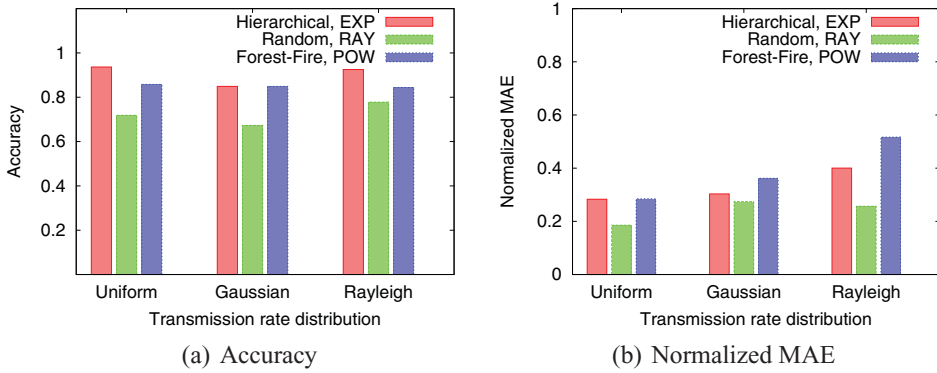 Hierarchical, EXP
Random, RAY
Forest-Fire, POW
1
0.8
0.6
0.4
0.2
Accuracy
Uniform Gaussian Rayleigh
Transmission rate distribution
(a) Accuracy
Hierarchical, EXP
Random, RAY
Forest-Fire, POW
1
0.8
0.6
0.4
0.2
0
Normalized MAE
Uniform Gaussian Rayleigh
Transmission rate distribution
(b) Normalized MAE